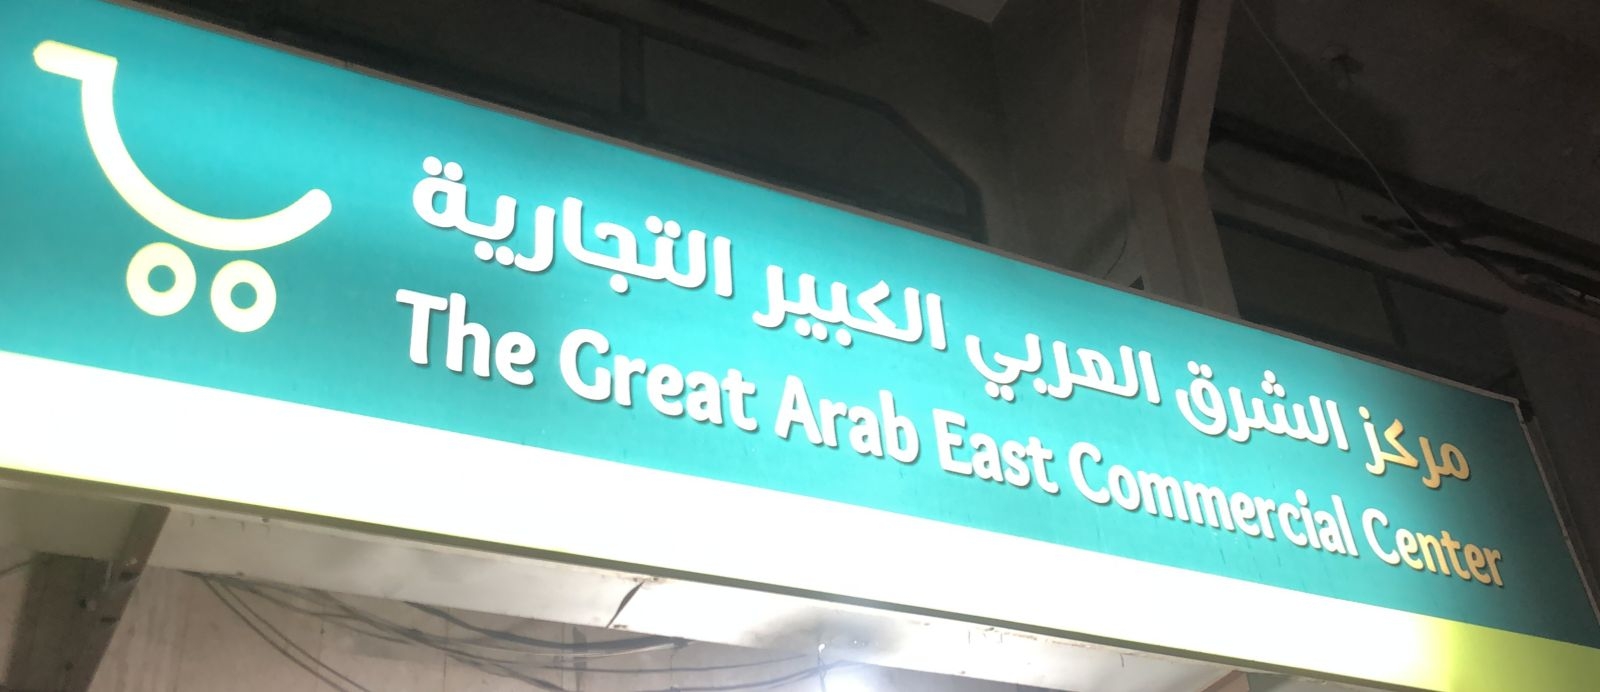 مركز الشرق العربي الكبير التجارية
The Great Arab East Commercial Center